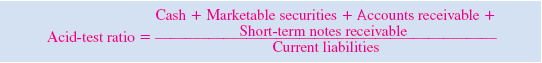 Cash + Marketable securities + Accounts receivable +
Short-term notes receivable
Acid-test ratio =
Current liabilities